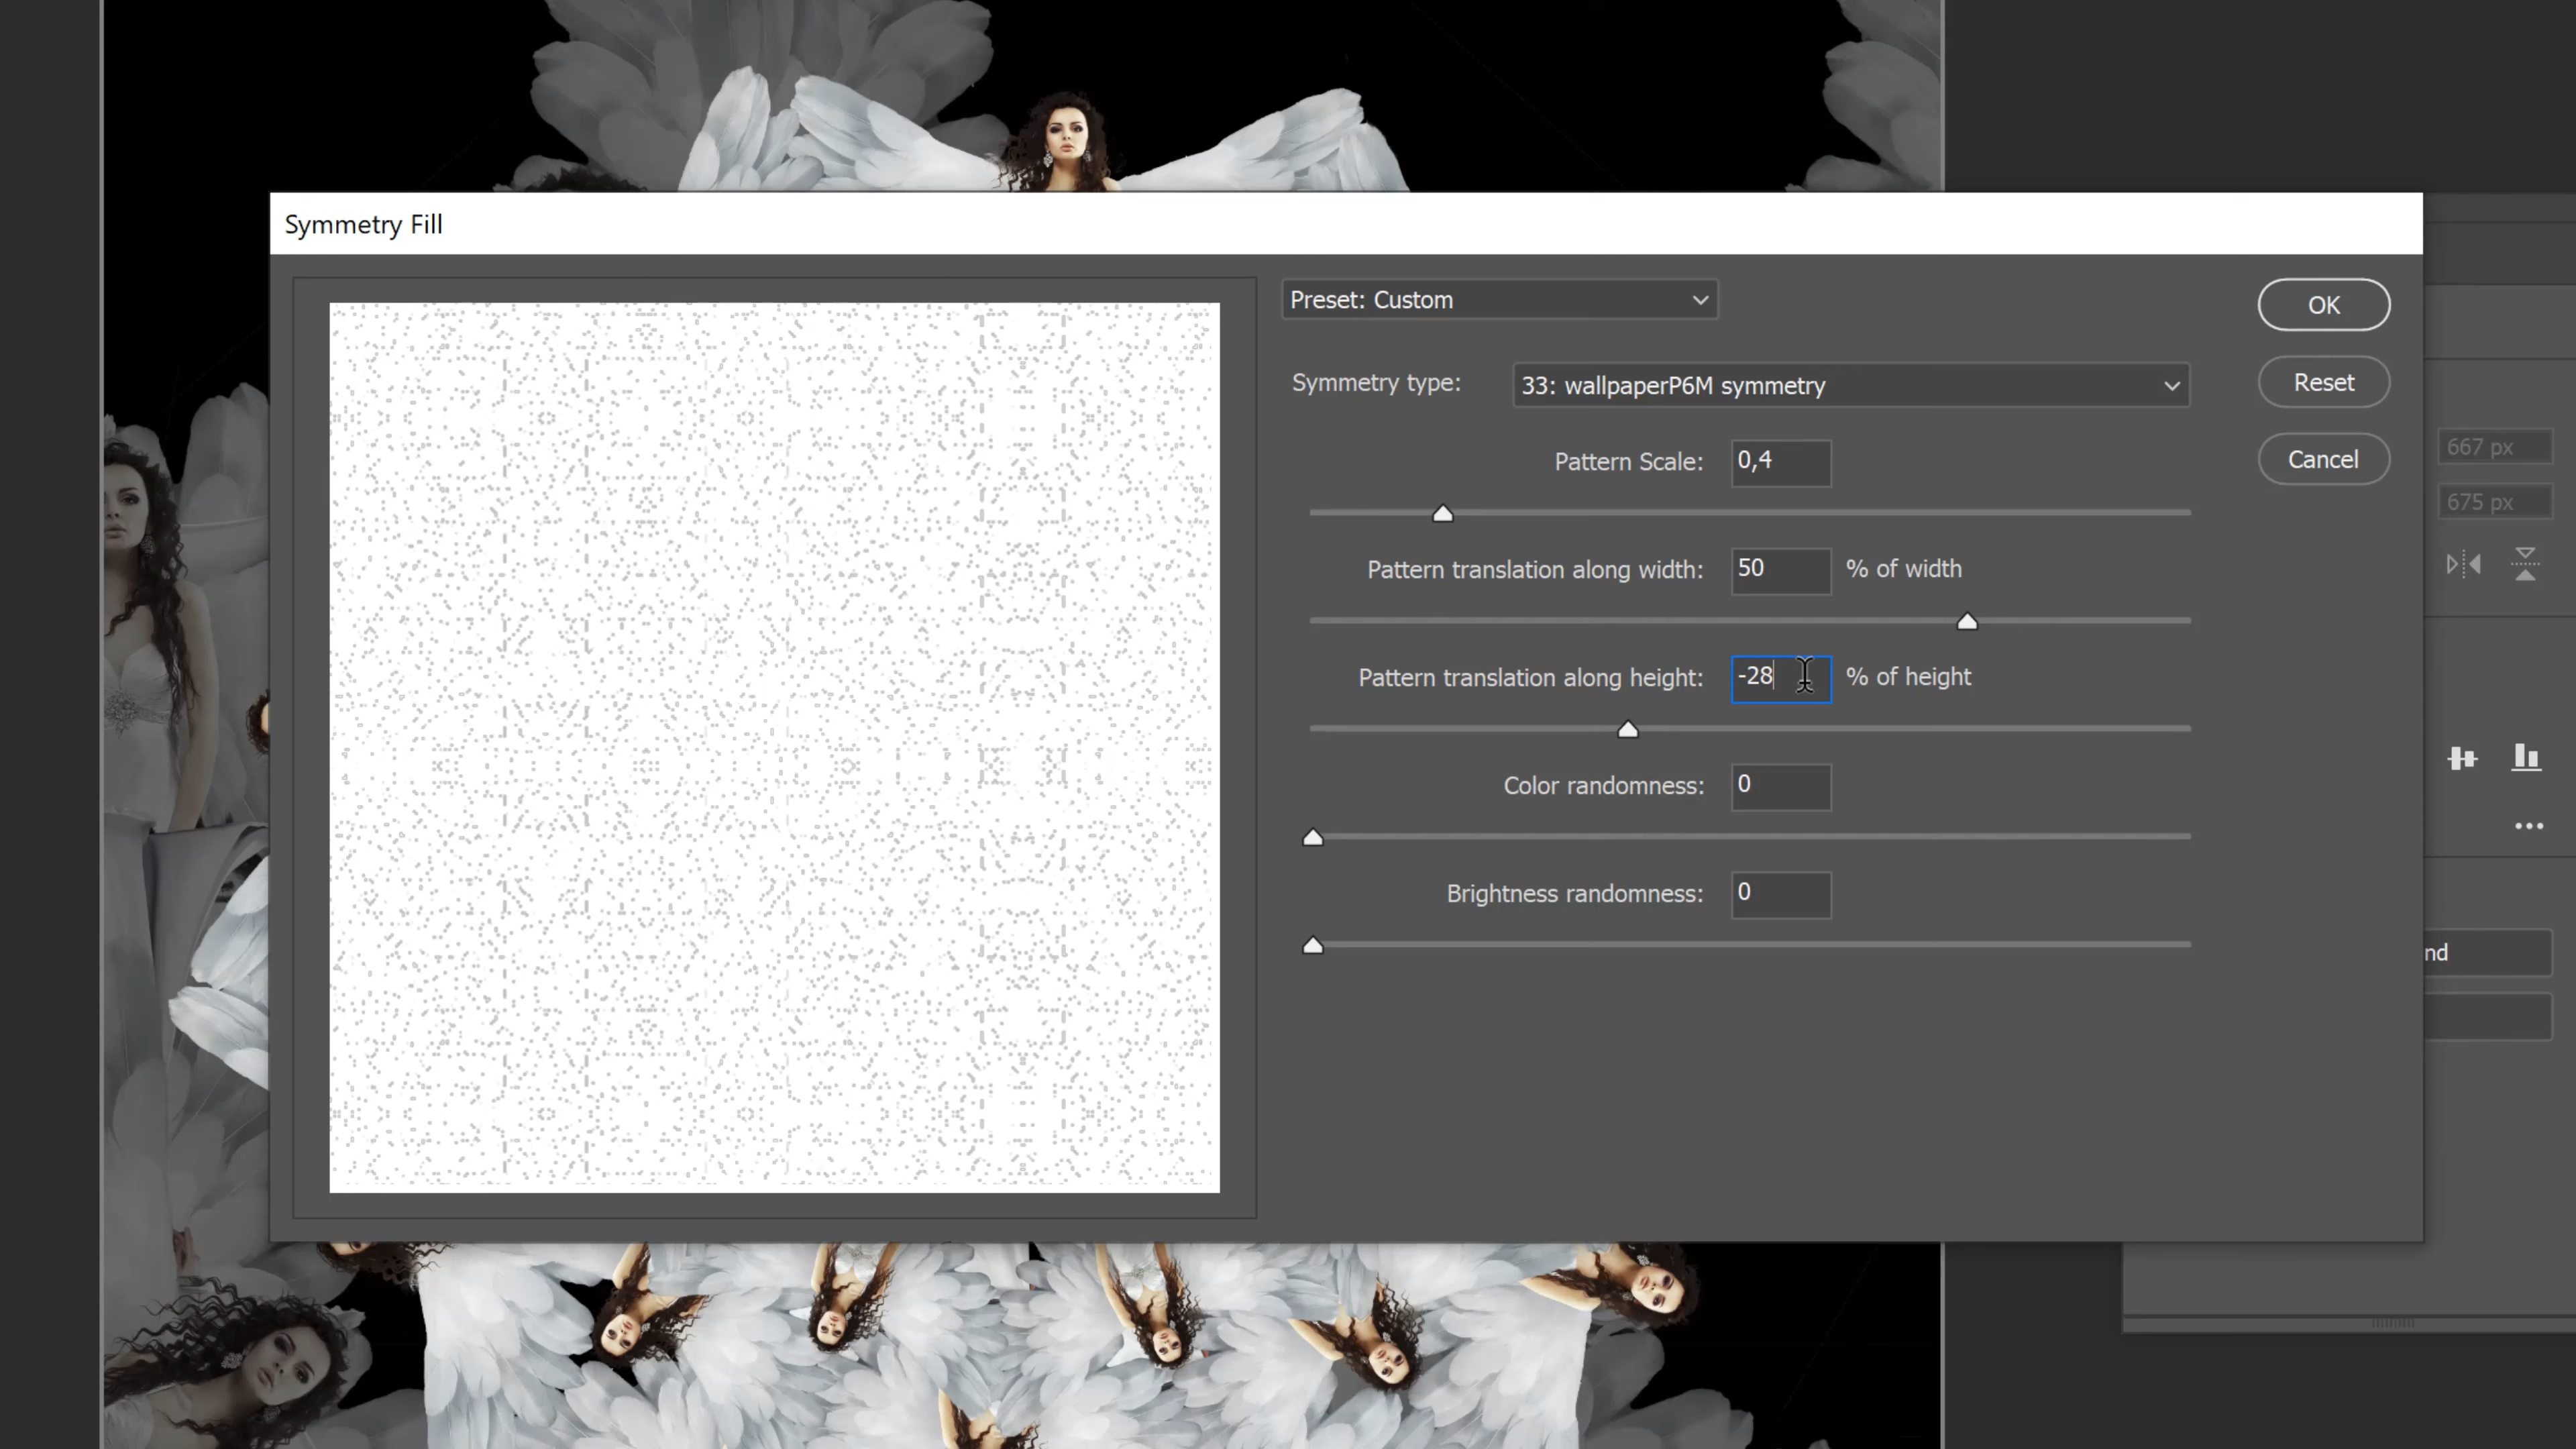 Symmetry Fill
Preset: Custom
OK
Symmetry type: 33: wallpaperP6M symmetry
Reset
Pattern Scale: 0,4
Cancel
667 px
675 px
Pattern translation along width: 50 % of width
Pattern translation along height: -28 % of height
Color randomness: 0
Brightness randomness: 0
nd